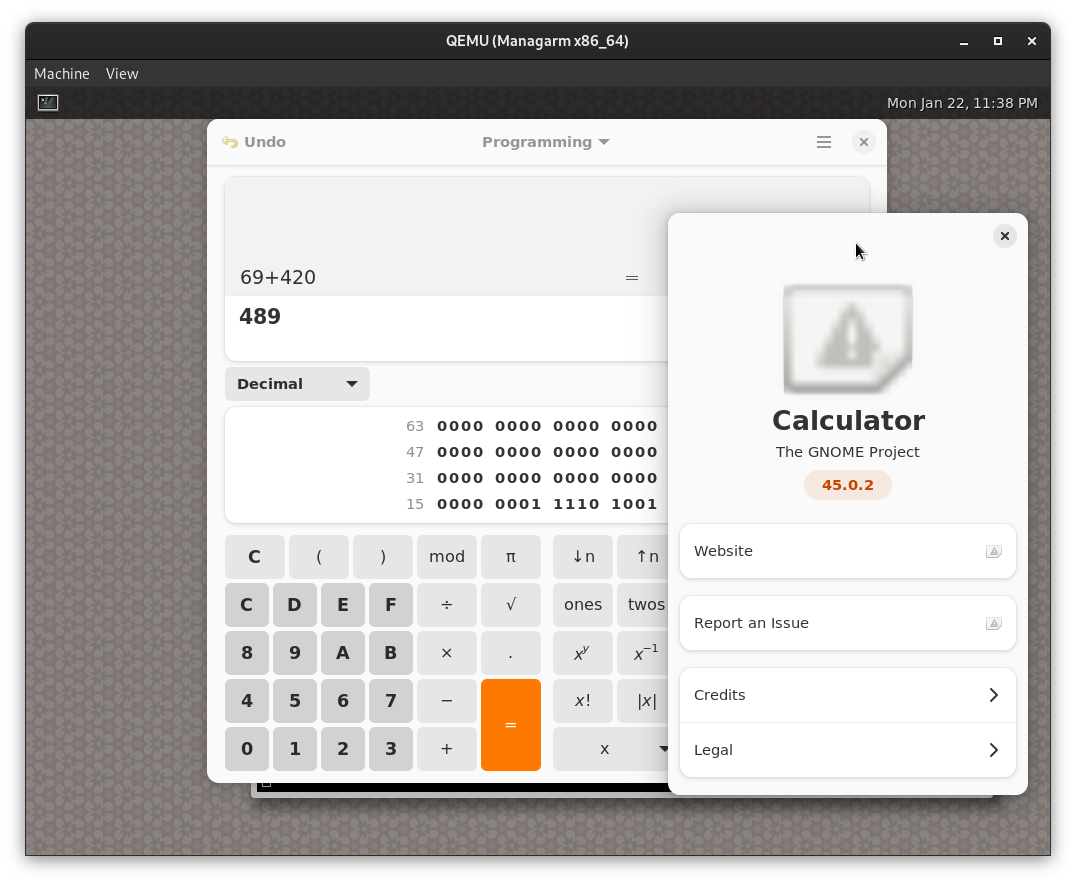 QEMU (Managarm x86_64)
Machine View
Mon Jan 22, 11:38 PM
Undo
Programming
69+420 =
489
Decimal
63 0000 0000 0000 0000
47 0000 0000 0000 0000
31 0000 0000 0000 0000
15 0000 0001 1110 1001
C ( ) mod π ↓n ↑n
C D E F ÷ √ ones twos
8 9 A B × . xʸ x⁻¹
4 5 6 7 − = x! |x|
0 1 2 3 + x
Calculator
The GNOME Project
45.0.2
Website
Report an Issue
Credits
Legal